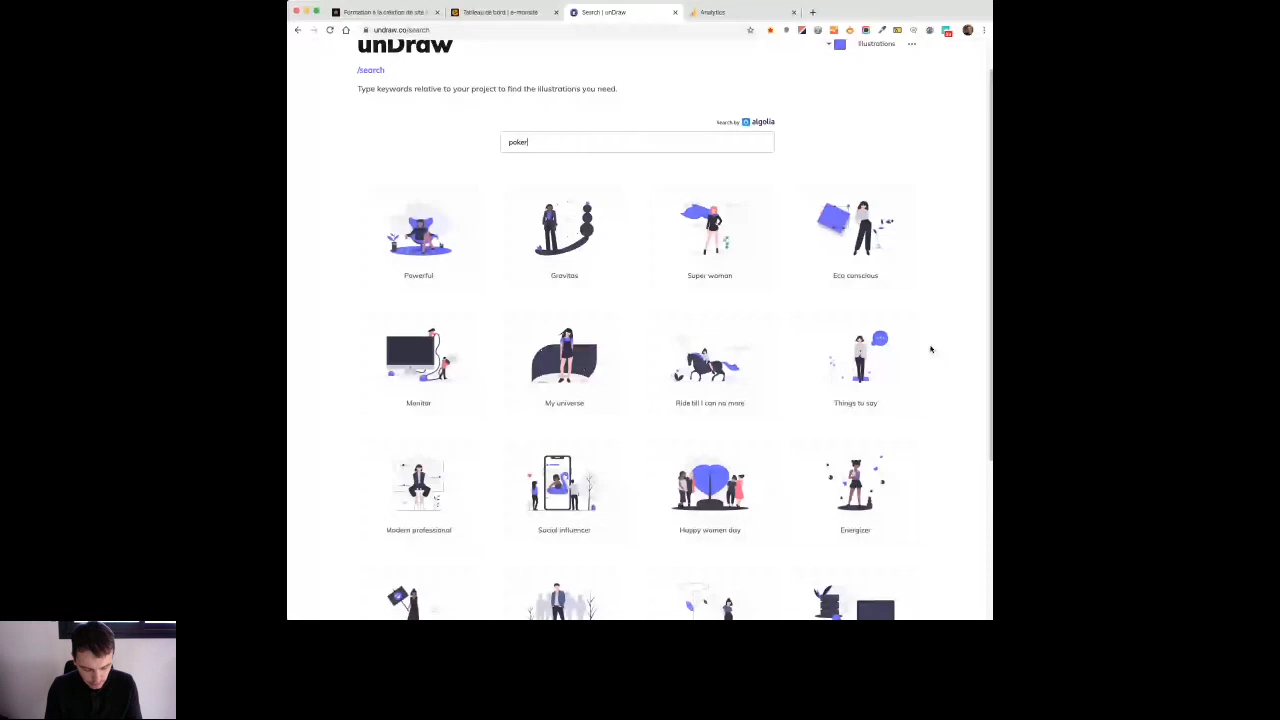 Formation à la création de site
Tableau de bord | e-monsite
Search | unDraw
Analytics
undraw.co/search
unDraw
Illustrations
/search
Type keywords relative to your project to find the illustrations you need.
Search by algolia
poker
Powerful
Gravitas
Super woman
Eco conscious
Monitor
My universe
Ride till I can no more
Things to say
Modern professional
Social influencer
Happy women day
Energizer